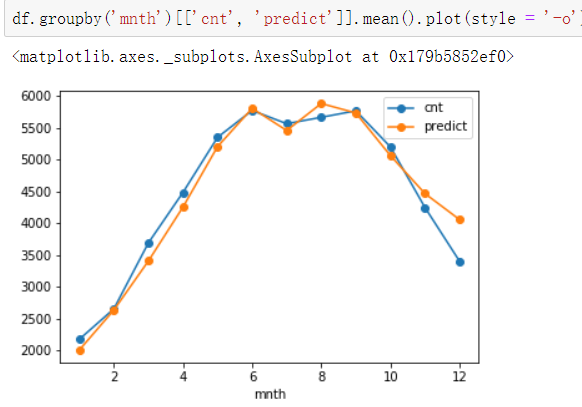 df.groupby('mnth')[['cnt', 'predict']].mean().plot(style = '-o')
<matplotlib.axes._subplots.AxesSubplot at 0x179b5852ef0>
cnt
predict
6000
5500
5000
4500
4000
3500
3000
2500
2000
2 4 6 8 10 12
mnth